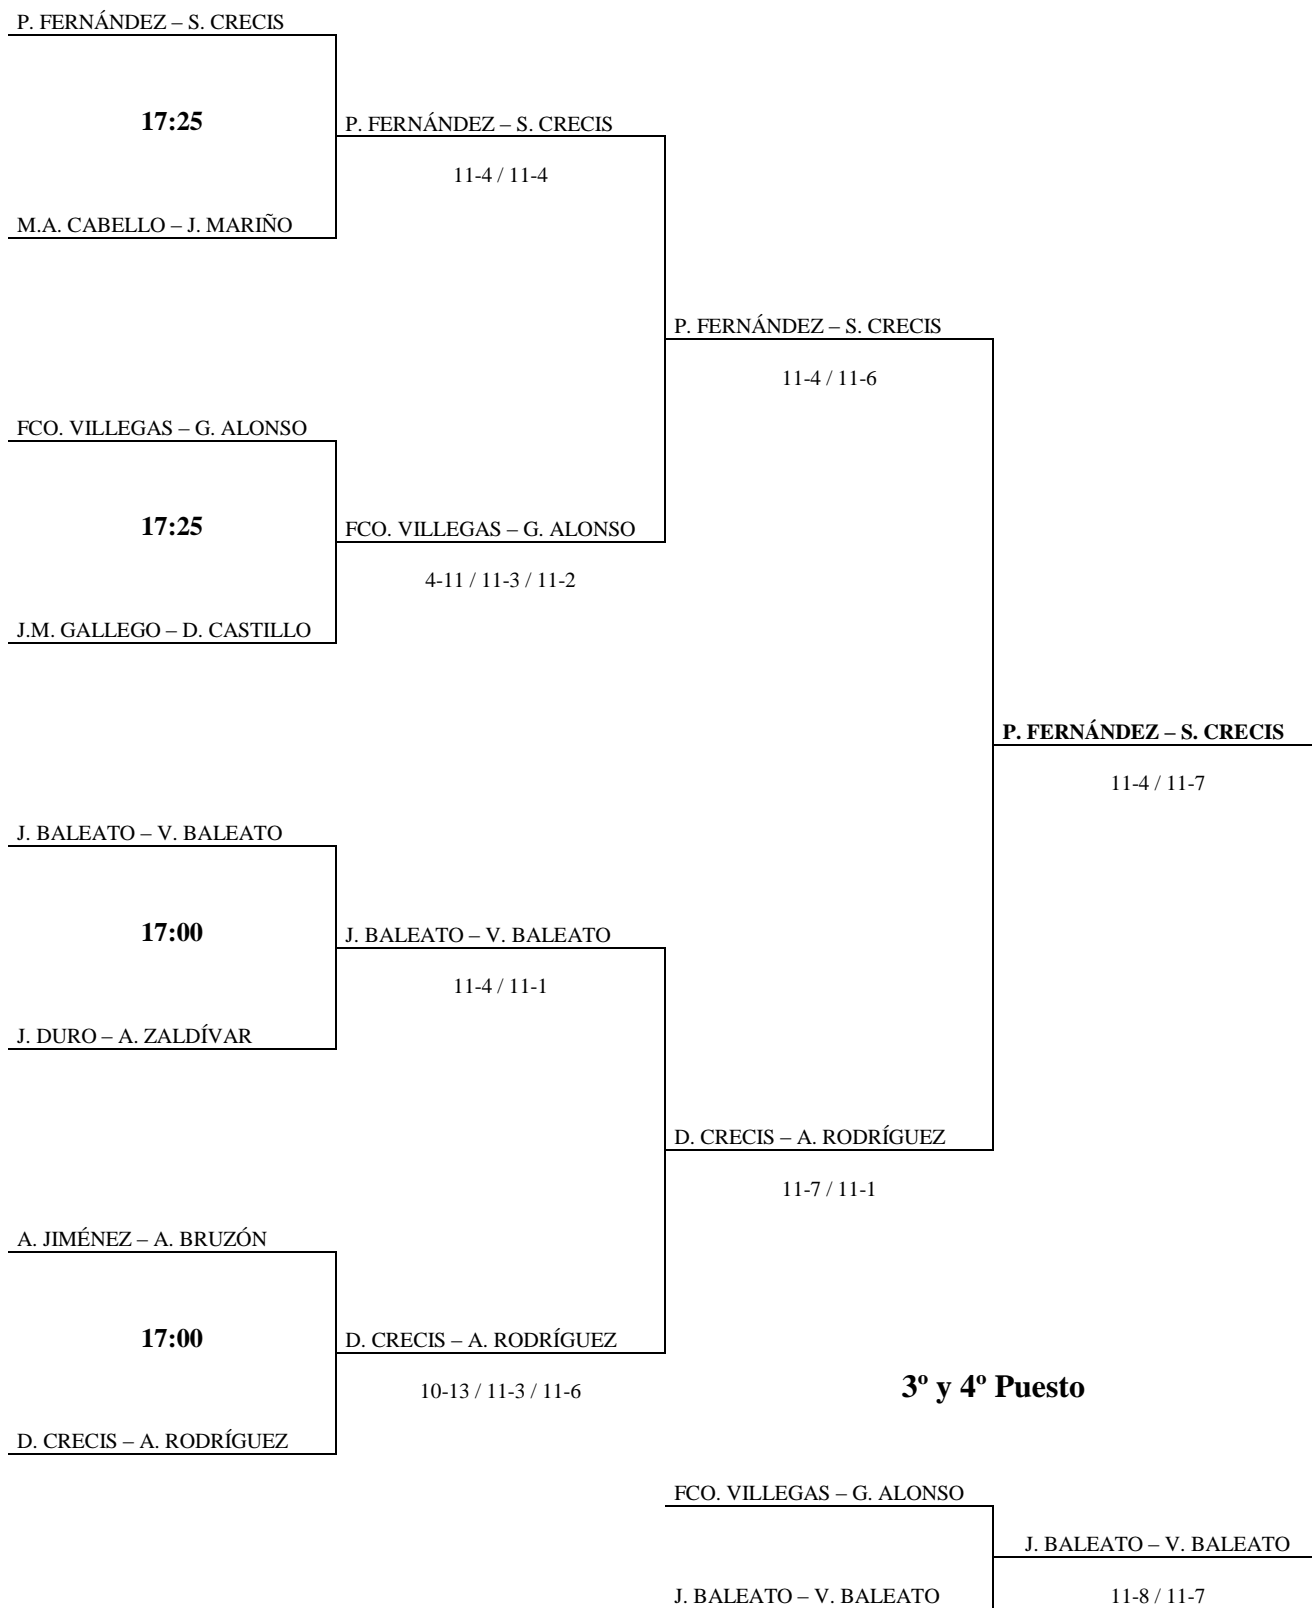 P. FERNÁNDEZ – S. CRECIS
17:25
P. FERNÁNDEZ – S. CRECIS
11-4 / 11-4
M.A. CABELLO – J. MARIÑO
P. FERNÁNDEZ – S. CRECIS
11-4 / 11-6
FCO. VILLEGAS – G. ALONSO
17:25
FCO. VILLEGAS – G. ALONSO
4-11 / 11-3 / 11-2
J.M. GALLEGO – D. CASTILLO
P. FERNÁNDEZ – S. CRECIS
11-4 / 11-7
J. BALEATO – V. BALEATO
17:00
J. BALEATO – V. BALEATO
11-4 / 11-1
J. DURO – A. ZALDÍVAR
D. CRECIS – A. RODRÍGUEZ
11-7 / 11-1
A. JIMÉNEZ – A. BRUZÓN
17:00
D. CRECIS – A. RODRÍGUEZ
10-13 / 11-3 / 11-6
3º y 4º Puesto
D. CRECIS – A. RODRÍGUEZ
FCO. VILLEGAS – G. ALONSO
J. BALEATO – V. BALEATO
J. BALEATO – V. BALEATO
11-8 / 11-7